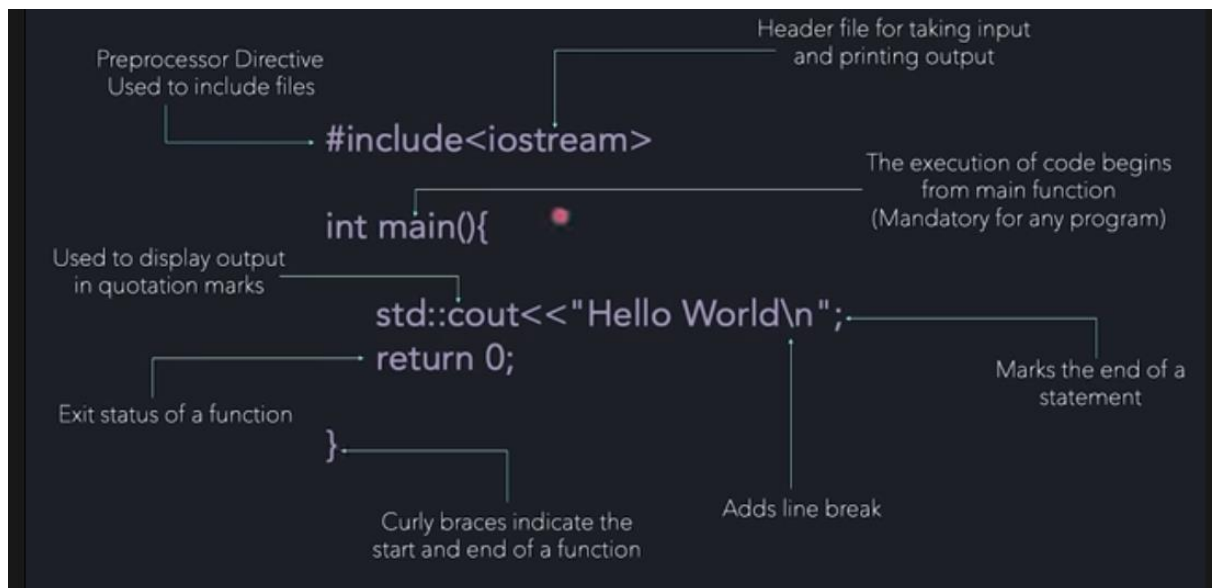 Header file for taking input
and printing output
Preprocessor Directive
Used to include files
#include<iostream>
The execution of code begins
from main function
(Mandatory for any program)
int main(){
Used to display output
in quotation marks
std::cout<<"Hello World\n";
return 0;
Marks the end of a
statement
Exit status of a function
}
Adds line break
Curly braces indicate the
start and end of a function